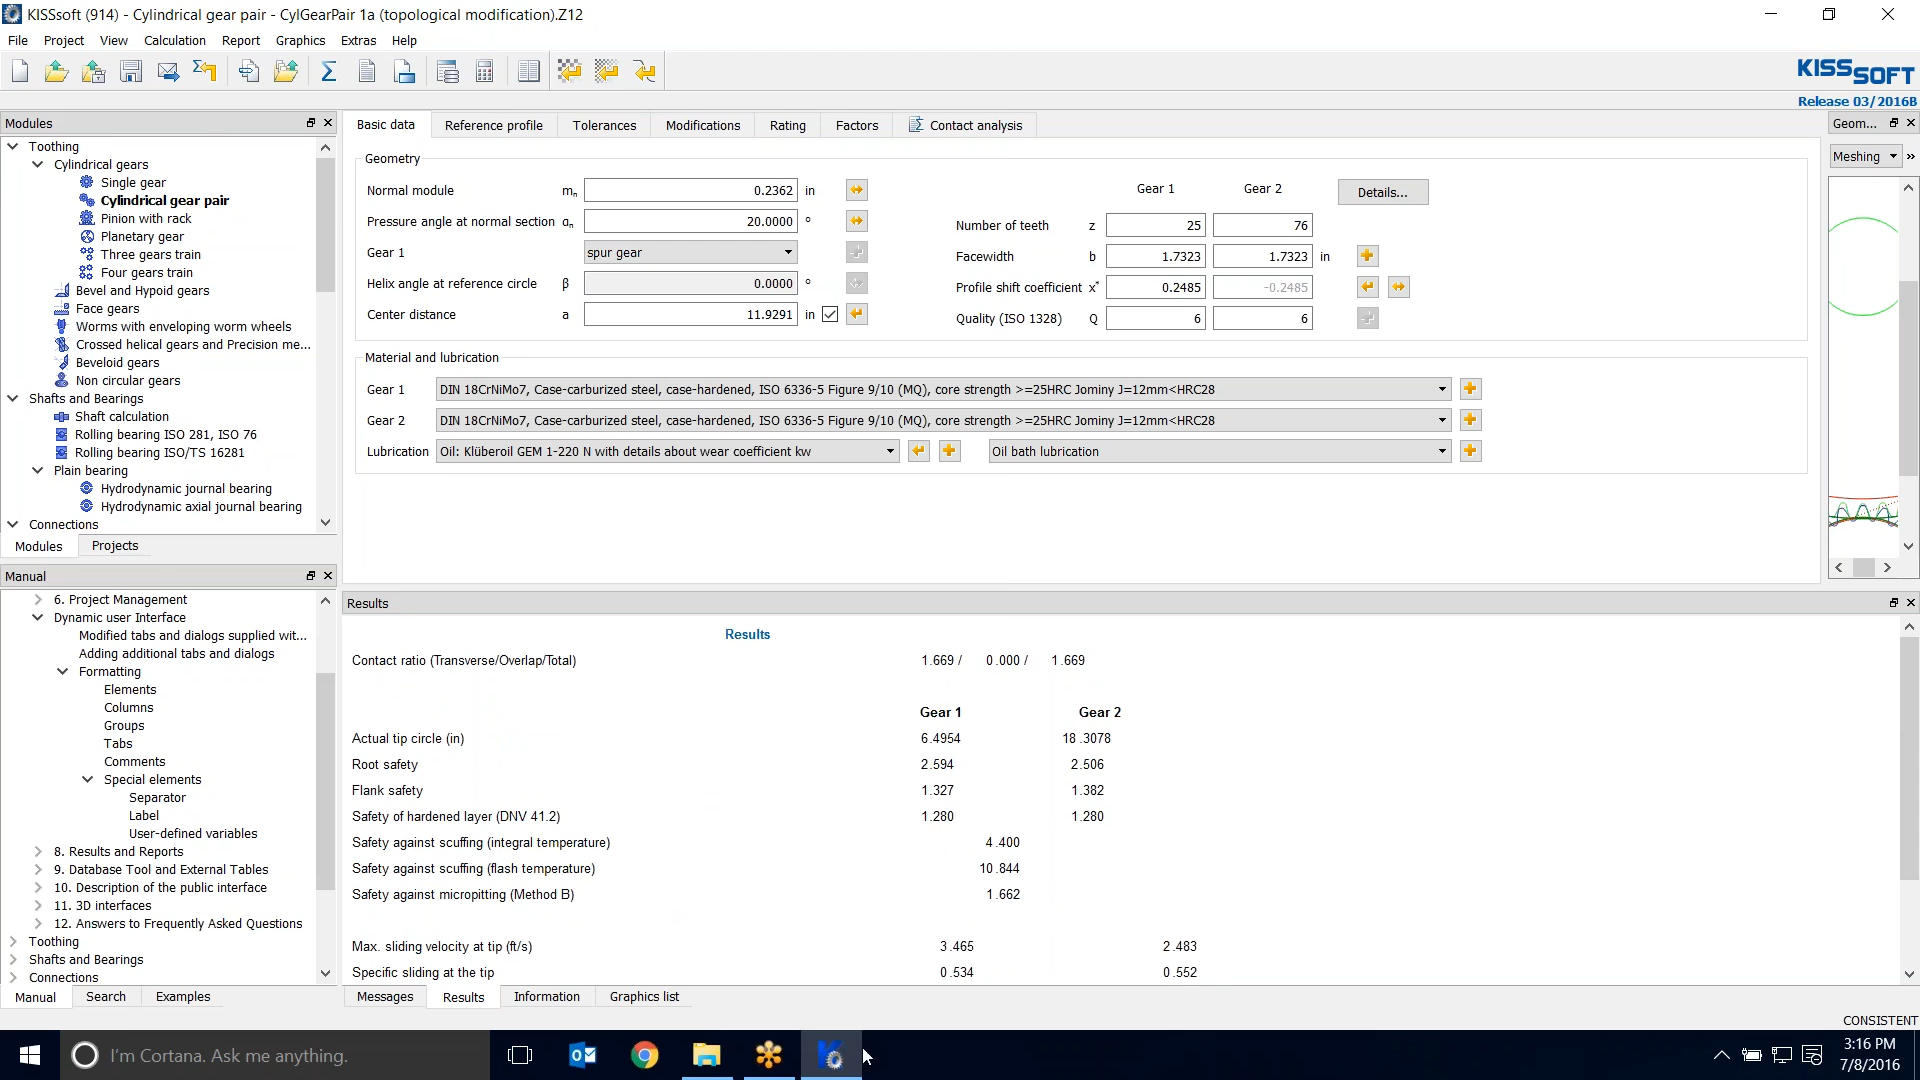 KISSsoft (914) - Cylindrical gear pair - CylGearPair 1a (topological modification).Z12
File Project View Calculation Report Graphics Extras Help
KISSSOFT
Release 03/2016B
Modules
Toothing
Cylindrical gears
Single gear
Cylindrical gear pair
Pinion with rack
Planetary gear
Three gears train
Four gears train
Bevel and Hypoid gears
Face gears
Worms with enveloping worm wheels
Crossed helical gears and Precision me...
Beveloid gears
Non circular gears
Shafts and Bearings
Shaft calculation
Rolling bearing ISO 281, ISO 76
Rolling bearing ISO/TS 16281
Plain bearing
Hydrodynamic journal bearing
Hydrodynamic axial journal bearing
Connections
Modules Projects
Manual
6. Project Management
Dynamic user Interface
Modified tabs and dialogs supplied wit...
Adding additional tabs and dialogs
Formatting
Elements
Columns
Groups
Tabs
Comments
Special elements
Separator
Label
User-defined variables
8. Results and Reports
9. Database Tool and External Tables
10. Description of the public interface
11. 3D interfaces
12. Answers to Frequently Asked Questions
Toothing
Shafts and Bearings
Connections
Manual Search Examples
Basic data Reference profile Tolerances Modifications Rating Factors Contact analysis
Geometry
Normal module mn 0.2362 in
Pressure angle at normal section αn 20.0000 °
Gear 1 spur gear
Helix angle at reference circle β 0.0000 °
Center distance a 11.9291 in
Gear 1 Gear 2 Details...
Number of teeth z 25 76
Facewidth b 1.7323 1.7323 in
Profile shift coefficient x* 0.2485 -0.2485
Quality (ISO 1328) Q 6 6
Material and lubrication
Gear 1 DIN 18CrNiMo7, Case-carburized steel, case-hardened, ISO 6336-5 Figure 9/10 (MQ), core strength >=25HRC Jominy J=12mm<HRC28
Gear 2 DIN 18CrNiMo7, Case-carburized steel, case-hardened, ISO 6336-5 Figure 9/10 (MQ), core strength >=25HRC Jominy J=12mm<HRC28
Lubrication Oil: Klüberoil GEM 1-220 N with details about wear coefficient kw Oil bath lubrication
Geom...
Meshing »
Results
Results
Contact ratio (Transverse/Overlap/Total) 1.669 / 0.000 / 1.669
Gear 1 Gear 2
Actual tip circle (in) 6.4954 18.3078
Root safety 2.594 2.506
Flank safety 1.327 1.382
Safety of hardened layer (DNV 41.2) 1.280 1.280
Safety against scuffing (integral temperature) 4.400
Safety against scuffing (flash temperature) 10.844
Safety against micropitting (Method B) 1.662
Max. sliding velocity at tip (ft/s) 3.465 2.483
Specific sliding at the tip 0.534 0.552
Messages Results Information Graphics list
CONSISTENT
I'm Cortana. Ask me anything.
3:16 PM
7/8/2016